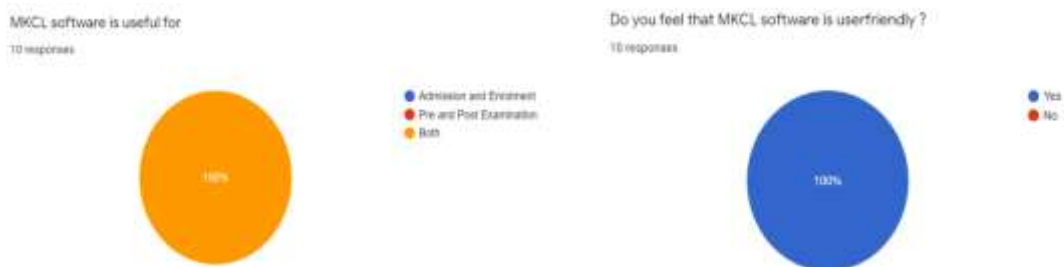 MKCL software is useful for
10 responses
Admission and Enrolment
Pre and Post Examination
Both
100%
Do you feel that MKCL software is userfriendly ?
10 responses
Yes
No
100%